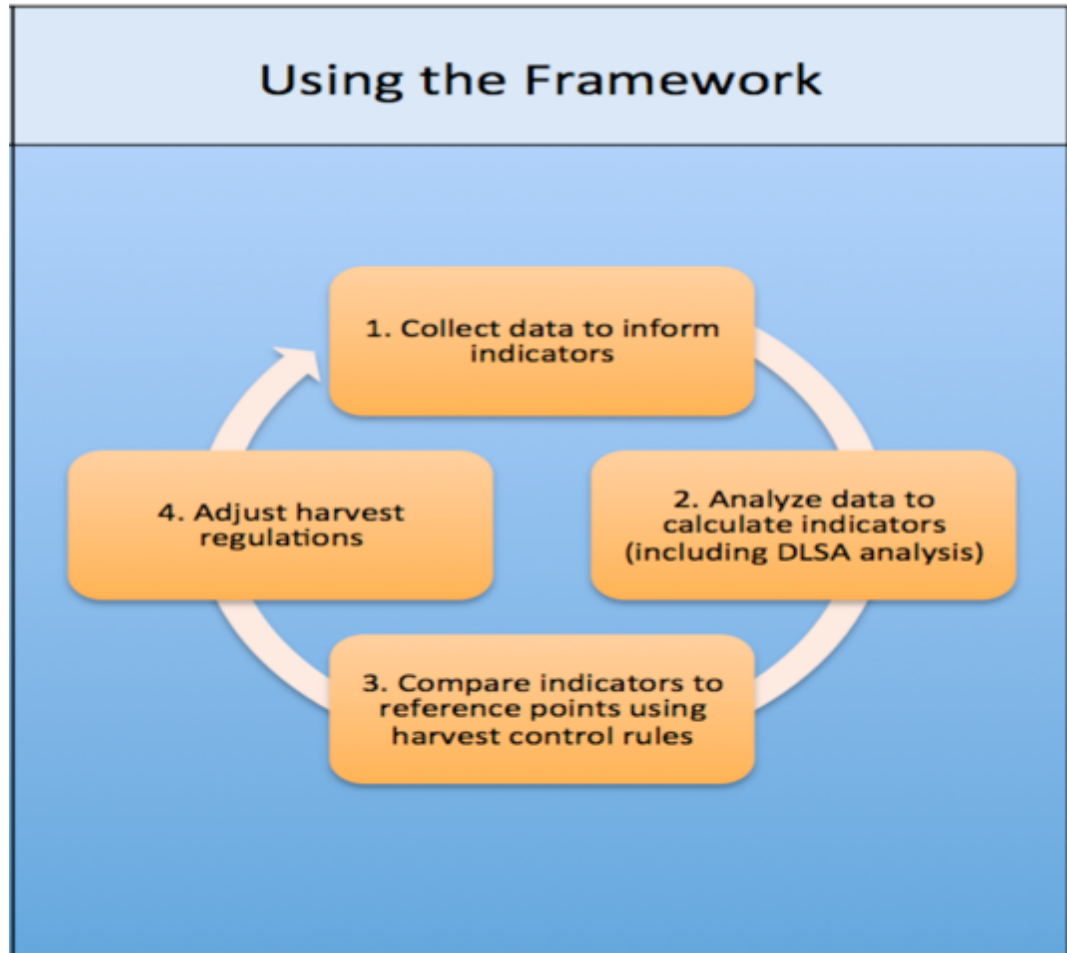 Using the Framework
1. Collect data to inform
indicators
2. Analyze data to
calculate indicators
(including DLSA analysis)
3. Compare indicators to
reference points using
harvest control rules
4. Adjust harvest
regulations